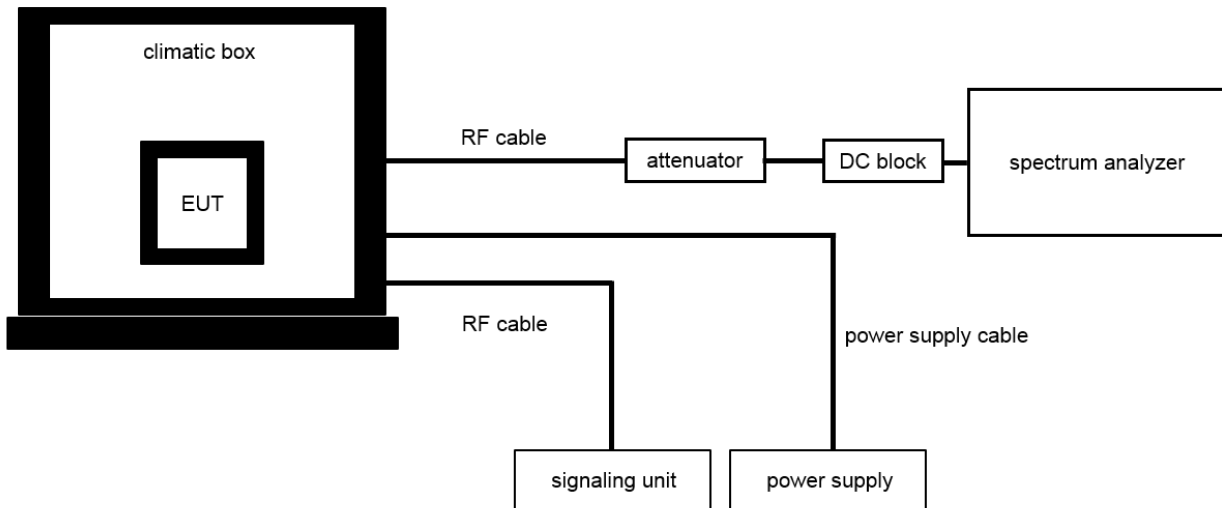 climatic box
RF cable
attenuator
DC block
spectrum analyzer
EUT
RF cable
power supply cable
signaling unit
power supply